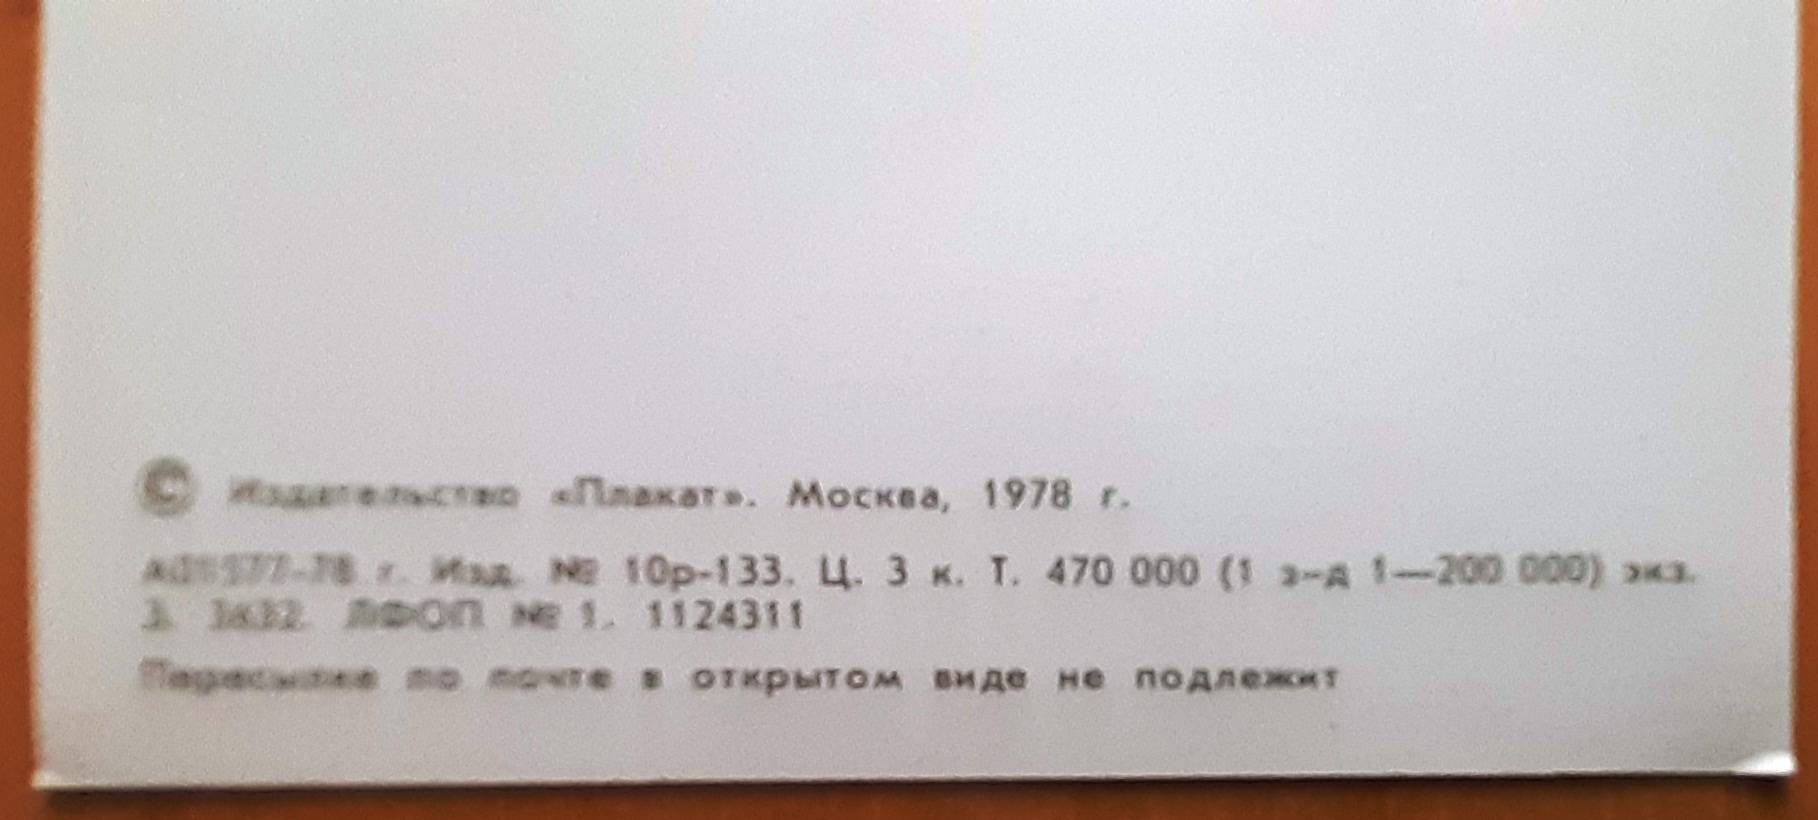 © Издательство «Плакат». Москва, 1978 г.
г. Изд. № 10р-133. Ц. 3 к. Т. 470 000 (1 з-д 1—200 000) экз.
З. ЛФОП № 1. 1124311
Пересылке по почте в открытом виде не подлежит